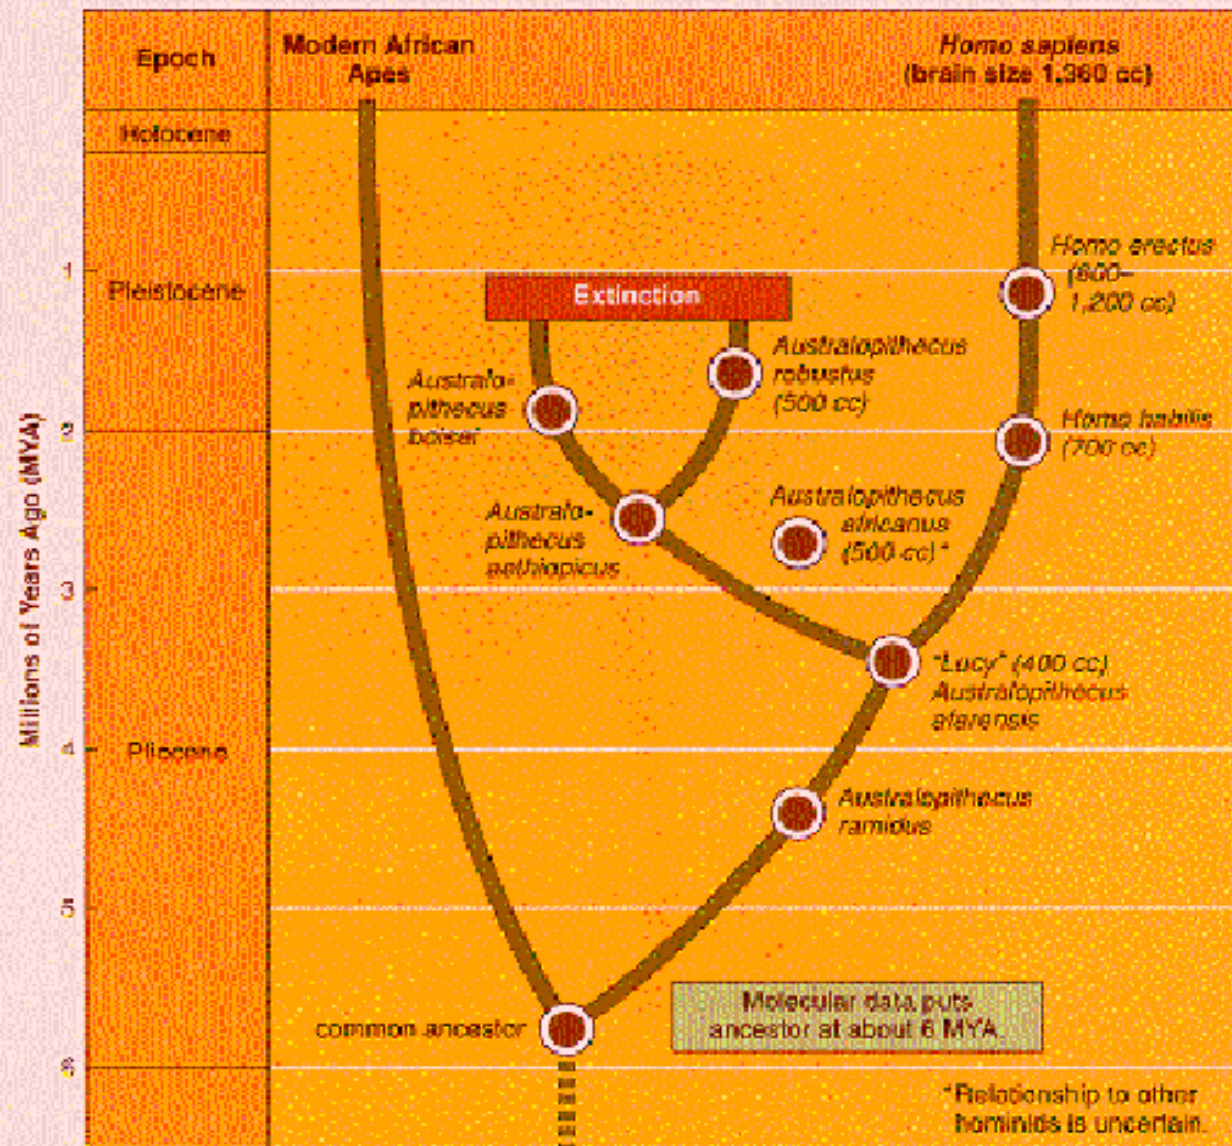 Epoch
Modern African
Apes
Homo sapiens
(brain size 1,360 cc)
Holocene
Homo erectus
(600–
1,200 cc)
1
Pleistocene
Extinction
Australopithecus
robustus
(500 cc)
Australo-
pithecus
boisei
Homo habilis
(700 cc)
2
Australopithecus
africanus
(500 cc)*
Australo-
pithecus
aethiopicus
3
"Lucy" (400 cc)
Australopithecus
afarensis
Millions of Years Ago (MYA)
4
Pliocene
Australopithecus
ramidus
5
Molecular data puts
ancestor at about 6 MYA
common ancestor
6
*Relationship to other
hominids is uncertain.